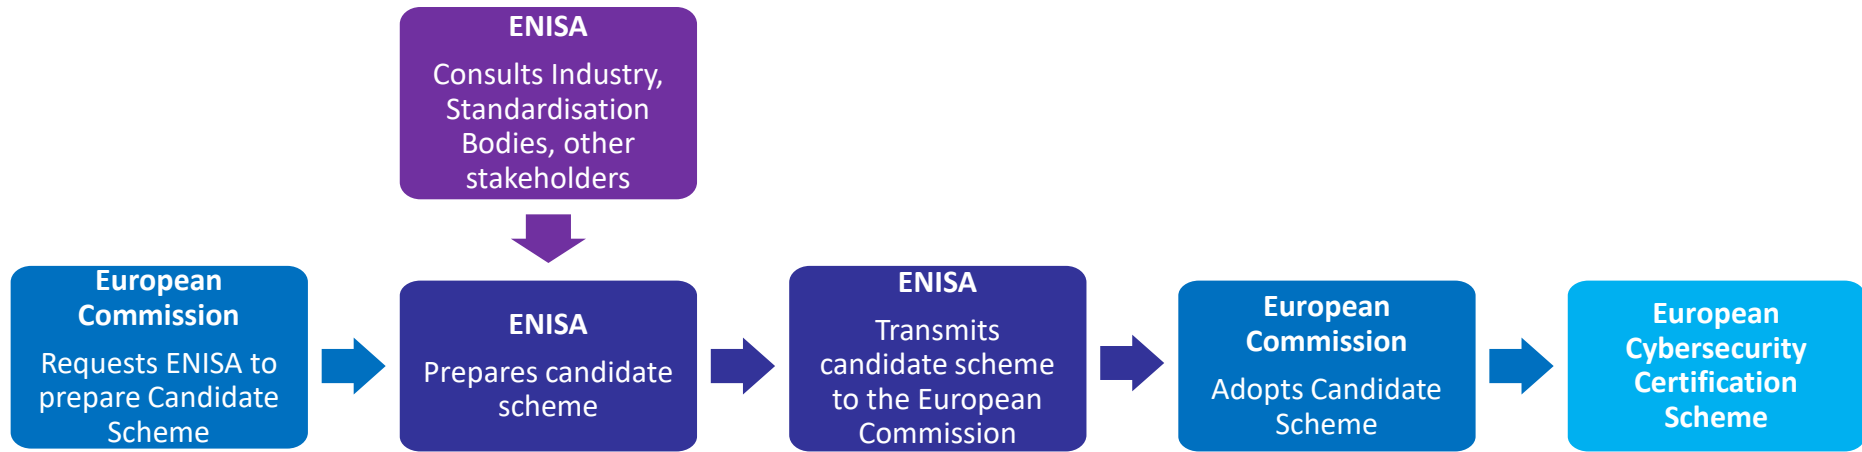 ENISA
Consults Industry,
Standardisation
Bodies, other
stakeholders
European
Commission
Requests ENISA to
prepare Candidate
Scheme
ENISA
Prepares candidate
scheme
ENISA
Transmits
candidate scheme
to the European
Commission
European
Commission
Adopts Candidate
Scheme
European
Cybersecurity
Certification
Scheme